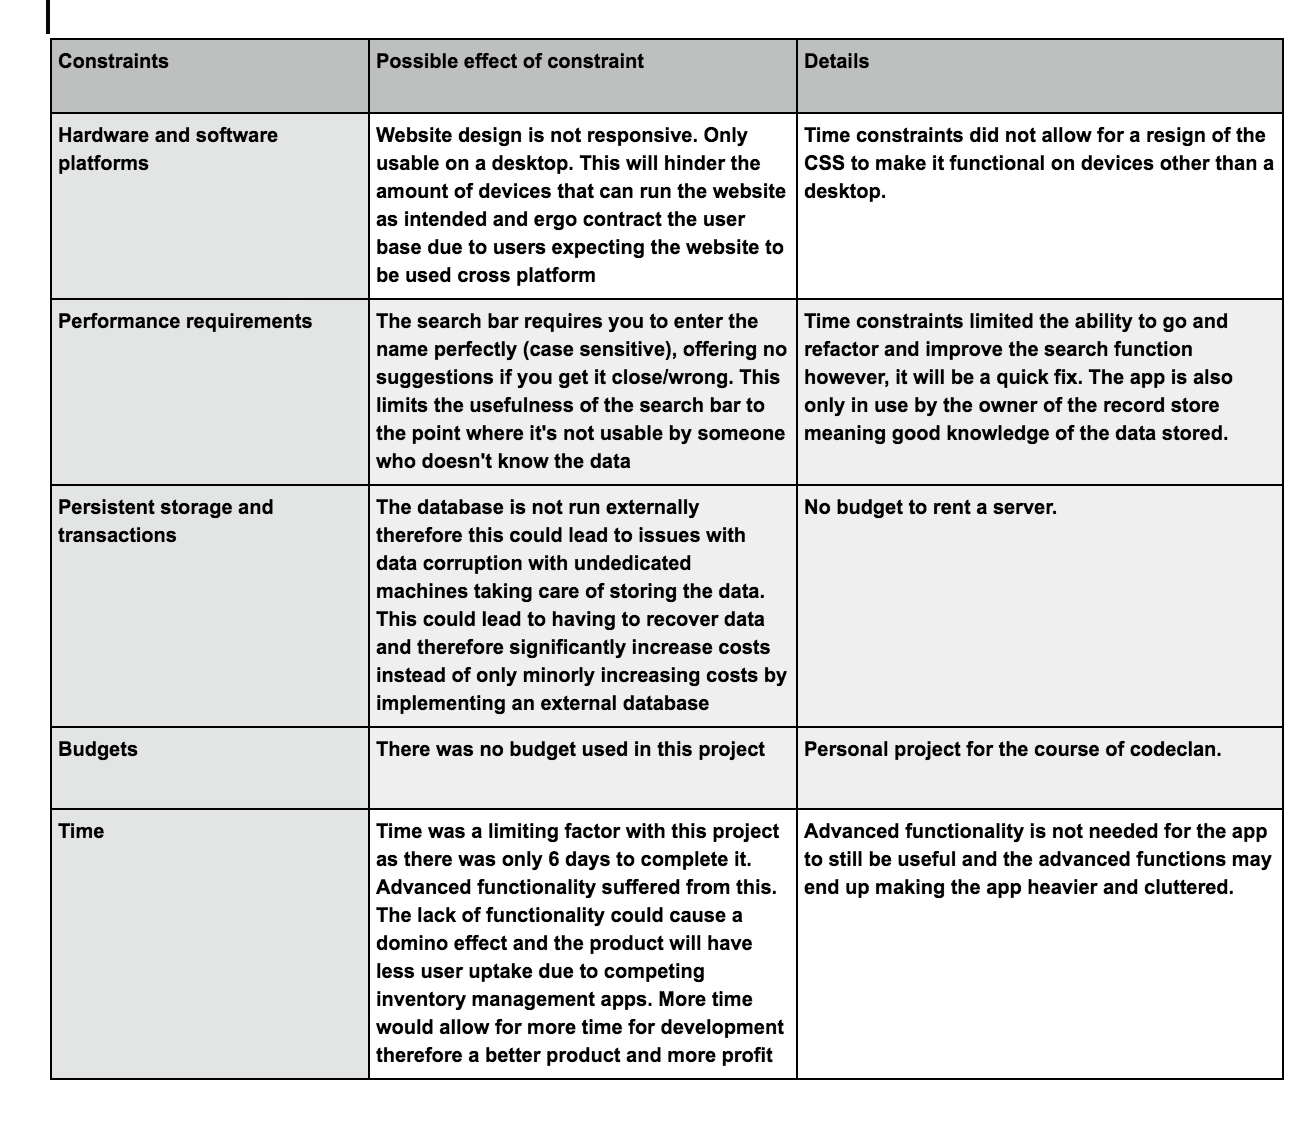 Constraints
Possible effect of constraint
Details
Hardware and software
platforms
Website design is not responsive. Only
usable on a desktop. This will hinder the
amount of devices that can run the website
as intended and ergo contract the user
base due to users expecting the website to
be used cross platform
Time constraints did not allow for a resign of the
CSS to make it functional on devices other than a
desktop.
Performance requirements
The search bar requires you to enter the
name perfectly (case sensitive), offering no
suggestions if you get it close/wrong. This
limits the usefulness of the search bar to
the point where it's not usable by someone
who doesn't know the data
Time constraints limited the ability to go and
refactor and improve the search function
however, it will be a quick fix. The app is also
only in use by the owner of the record store
meaning good knowledge of the data stored.
Persistent storage and
transactions
The database is not run externally
therefore this could lead to issues with
data corruption with undedicated
machines taking care of storing the data.
This could lead to having to recover data
and therefore significantly increase costs
instead of only minorly increasing costs by
implementing an external database
No budget to rent a server.
Budgets
There was no budget used in this project
Personal project for the course of codeclan.
Time
Time was a limiting factor with this project
as there was only 6 days to complete it.
Advanced functionality suffered from this.
The lack of functionality could cause a
domino effect and the product will have
less user uptake due to competing
inventory management apps. More time
would allow for more time for development
therefore a better product and more profit
Advanced functionality is not needed for the app
to still be useful and the advanced functions may
end up making the app heavier and cluttered.